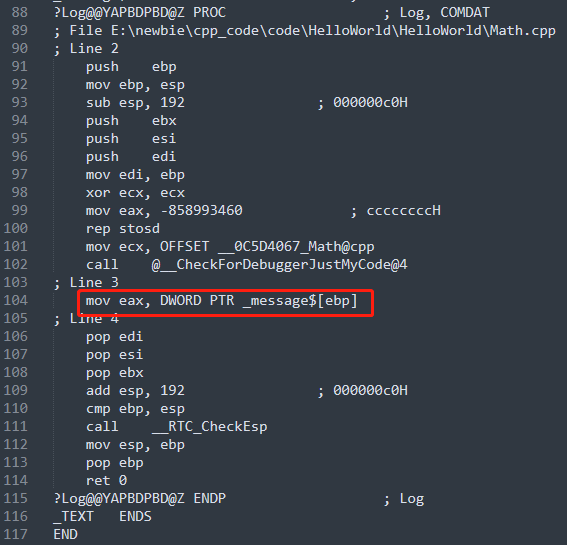 88 ?Log@@YAPBDPBD@Z PROC ; Log, COMDAT
89 ; File E:\newbie\cpp_code\code\HelloWorld\HelloWorld\Math.cpp
90 ; Line 2
91 push ebp
92 mov ebp, esp
93 sub esp, 192 ; 000000c0H
94 push ebx
95 push esi
96 push edi
97 mov edi, ebp
98 xor ecx, ecx
99 mov eax, -858993460 ; ccccccccH
100 rep stosd
101 mov ecx, OFFSET __0C5D4067_Math@cpp
102 call @__CheckForDebuggerJustMyCode@4
103 ; Line 3
104 mov eax, DWORD PTR _message$[ebp]
105 ; Line 4
106 pop edi
107 pop esi
108 pop ebx
109 add esp, 192 ; 000000c0H
110 cmp ebp, esp
111 call __RTC_CheckEsp
112 mov esp, ebp
113 pop ebp
114 ret 0
115 ?Log@@YAPBDPBD@Z ENDP ; Log
116 _TEXT ENDS
117 END